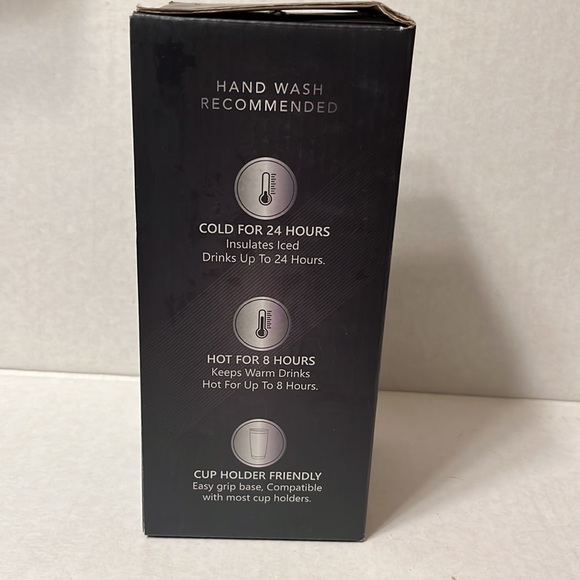 HAND WASH
RECOMMENDED
COLD FOR 24 HOURS
Insulates Iced
Drinks Up To 24 Hours.
HOT FOR 8 HOURS
Keeps Warm Drinks
Hot For Up To 8 Hours.
CUP HOLDER FRIENDLY
Easy grip base, Compatible
with most cup holders.